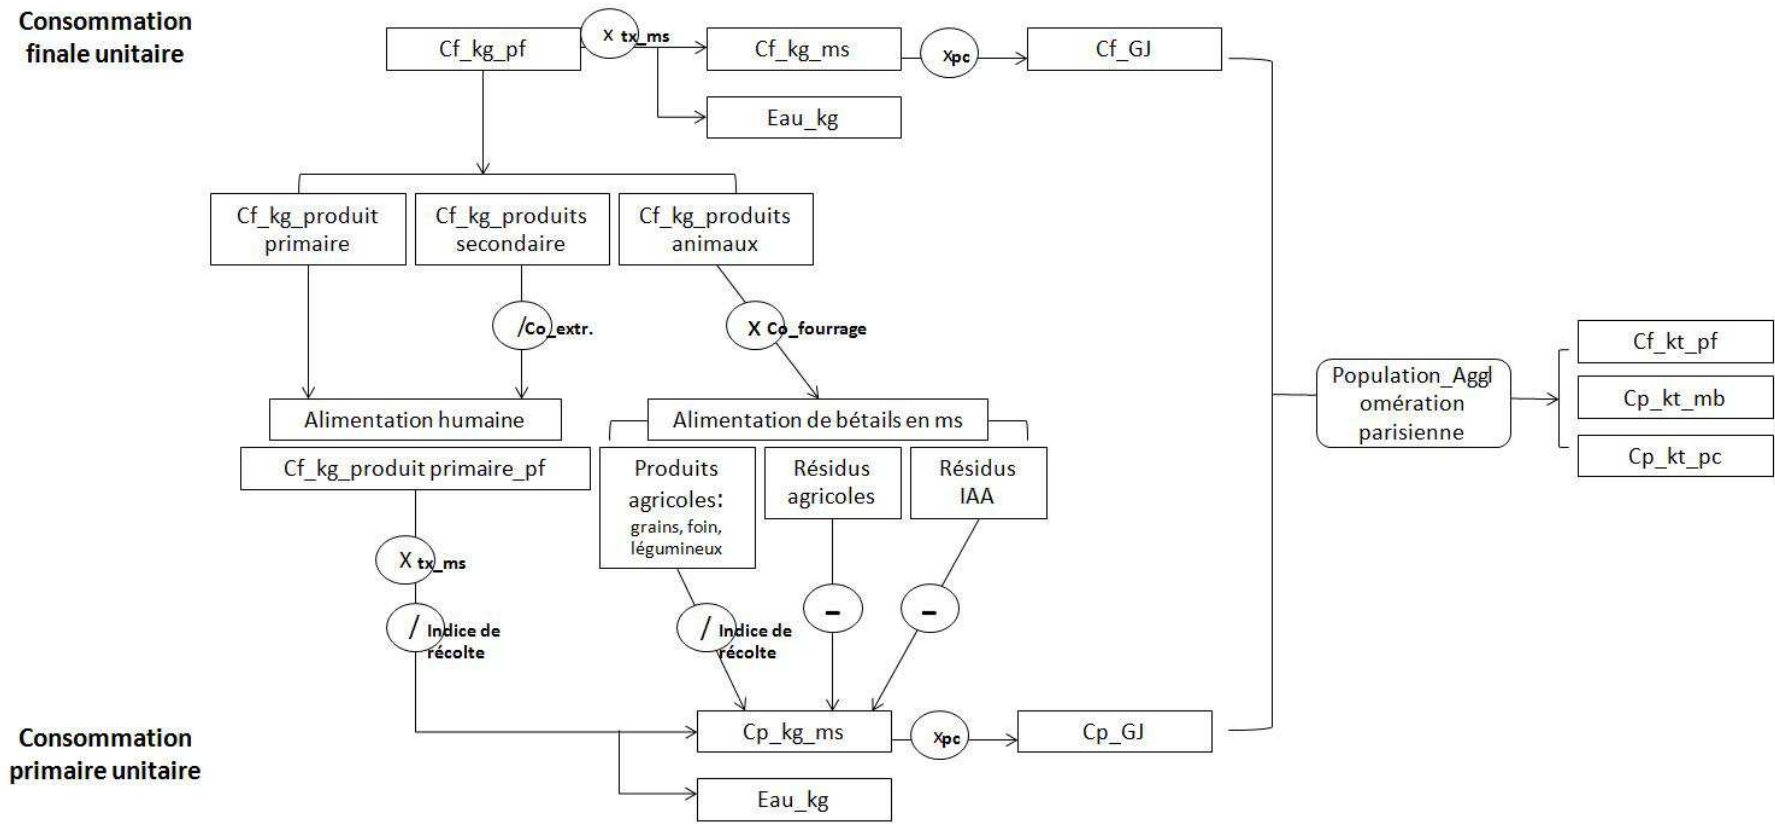 Consommation
finale unitaire
Cf_kg_pf
x tx_ms
Cf_kg_ms
xpc
Cf_GJ
Eau_kg
Cf_kg_produit
primaire
Cf_kg_produits
secondaire
Cf_kg_produits
animaux
/Co_extr.
X Co_fourrage
Alimentation humaine
Alimentation de bétails en ms
Cf_kg_produit primaire_pf
Produits
agricoles:
grains, foin,
légumineux
Résidus
agricoles
Résidus
IAA
X tx_ms
/ Indice de
récolte
/ Indice de
récolte
–
–
Population_Aggl
omération
parisienne
Cf_kt_pf
Cp_kt_mb
Cp_kt_pc
Consommation
primaire unitaire
Cp_kg_ms
xpc
Cp_GJ
Eau_kg